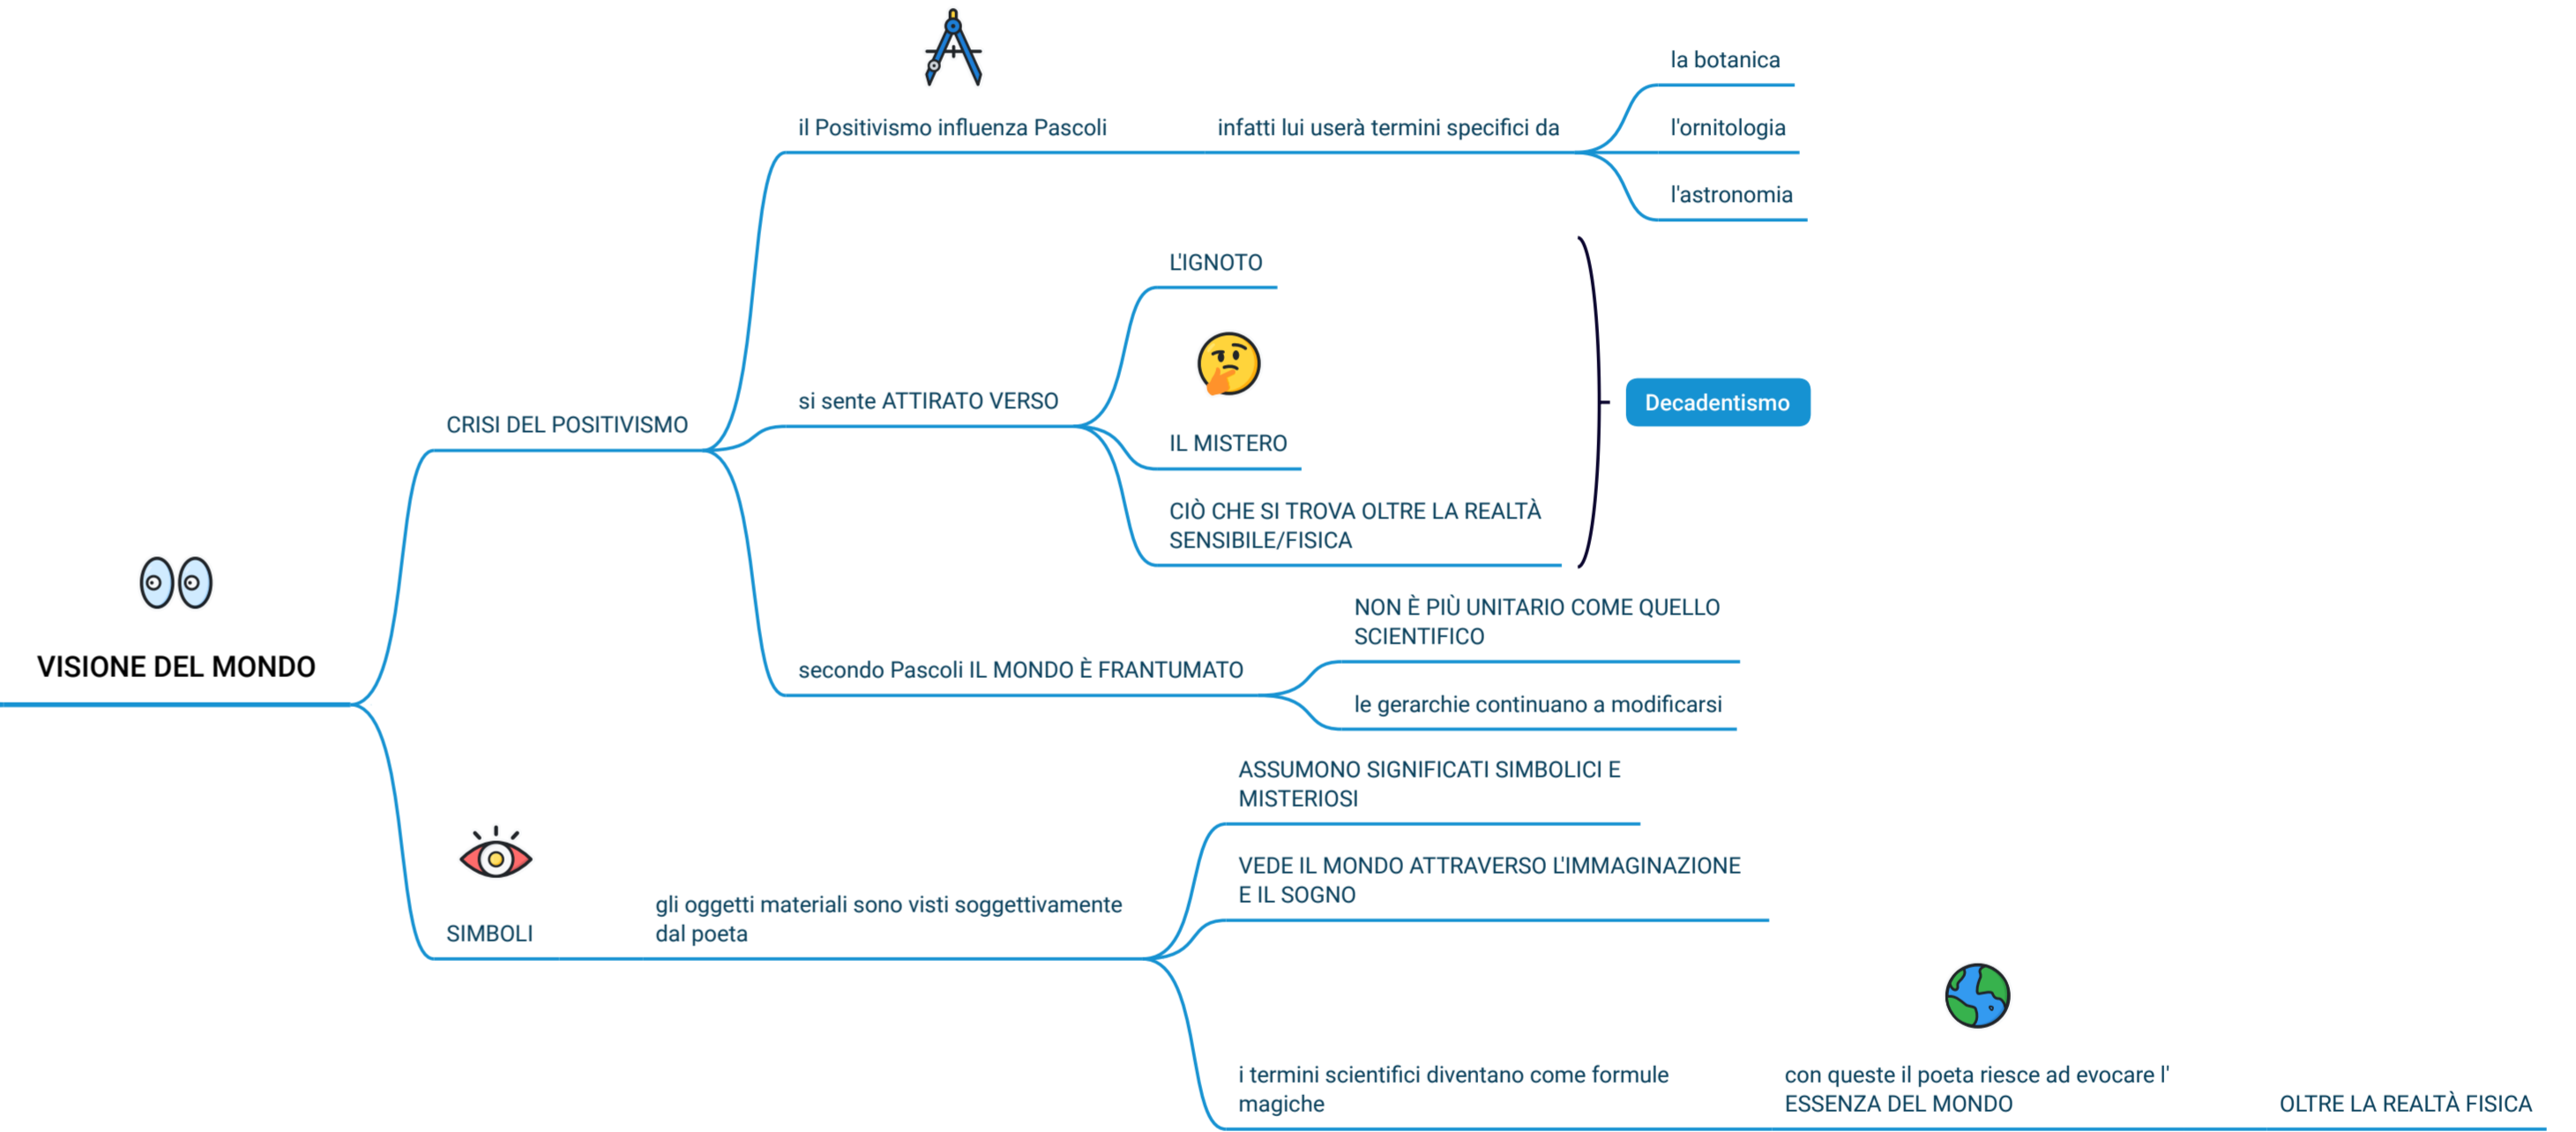 VISIONE DEL MONDO
CRISI DEL POSITIVISMO
il Positivismo influenza Pascoli
infatti lui userà termini specifici da
la botanica
l'ornitologia
l'astronomia
si sente ATTIRATO VERSO
L'IGNOTO
IL MISTERO
CIÒ CHE SI TROVA OLTRE LA REALTÀ
SENSIBILE/FISICA
Decadentismo
secondo Pascoli IL MONDO È FRANTUMATO
NON È PIÙ UNITARIO COME QUELLO
SCIENTIFICO
le gerarchie continuano a modificarsi
SIMBOLI
gli oggetti materiali sono visti soggettivamente
dal poeta
ASSUMONO SIGNIFICATI SIMBOLICI E
MISTERIOSI
VEDE IL MONDO ATTRAVERSO L'IMMAGINAZIONE
E IL SOGNO
i termini scientifici diventano come formule
magiche
con queste il poeta riesce ad evocare l'
ESSENZA DEL MONDO
OLTRE LA REALTÀ FISICA